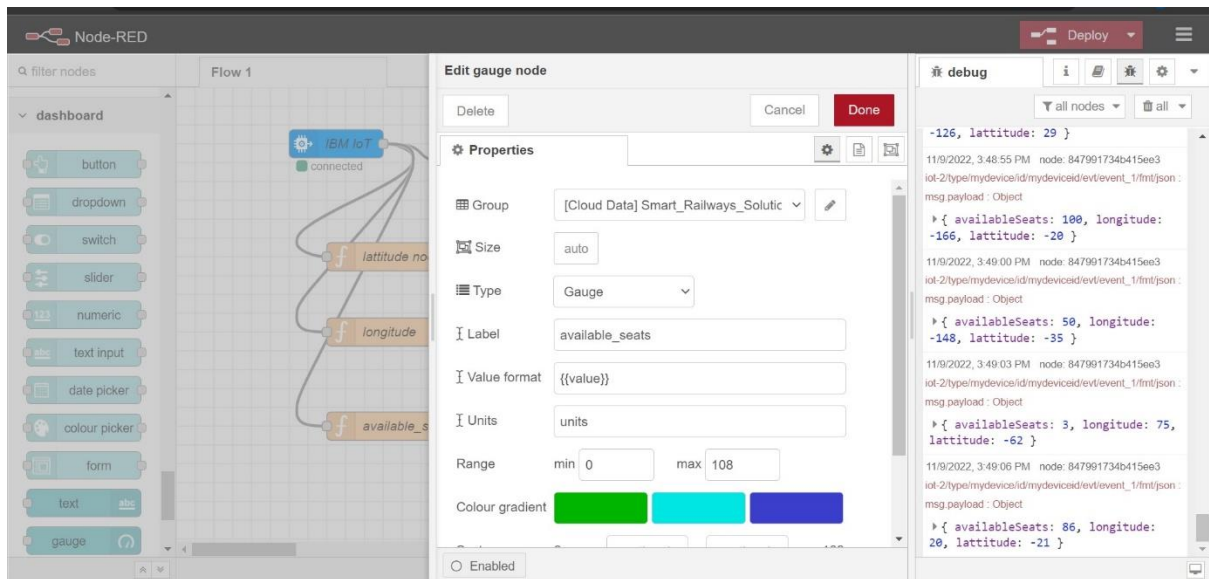 Node-RED
Deploy
filter nodes
Flow 1
dashboard
button
dropdown
switch
slider
numeric
text input
date picker
colour picker
form
text
gauge
IBM IoT
connected
lattitude no
longitude
available_s
Edit gauge node
Delete
Cancel
Done
Properties
Group
[Cloud Data] Smart_Railways_Solutic
Size
auto
Type
Gauge
Label
available_seats
Value format
{{value}}
Units
units
Range
min 0
max 108
Colour gradient
Enabled
debug
all nodes
all
-126, lattitude: 29 }
11/9/2022, 3:48:55 PM node: 847991734b415ee3
iot-2/type/mydevice/id/mydeviceid/evt/event_1/fmt/json :
msg.payload : Object
{ availableSeats: 100, longitude:
-166, lattitude: -20 }
11/9/2022, 3:49:00 PM node: 847991734b415ee3
iot-2/type/mydevice/id/mydeviceid/evt/event_1/fmt/json :
msg.payload : Object
{ availableSeats: 50, longitude:
-148, lattitude: -35 }
11/9/2022, 3:49:03 PM node: 847991734b415ee3
iot-2/type/mydevice/id/mydeviceid/evt/event_1/fmt/json :
msg.payload : Object
{ availableSeats: 3, longitude: 75,
lattitude: -62 }
11/9/2022, 3:49:06 PM node: 847991734b415ee3
iot-2/type/mydevice/id/mydeviceid/evt/event_1/fmt/json :
msg.payload : Object
{ availableSeats: 86, longitude:
20, lattitude: -21 }